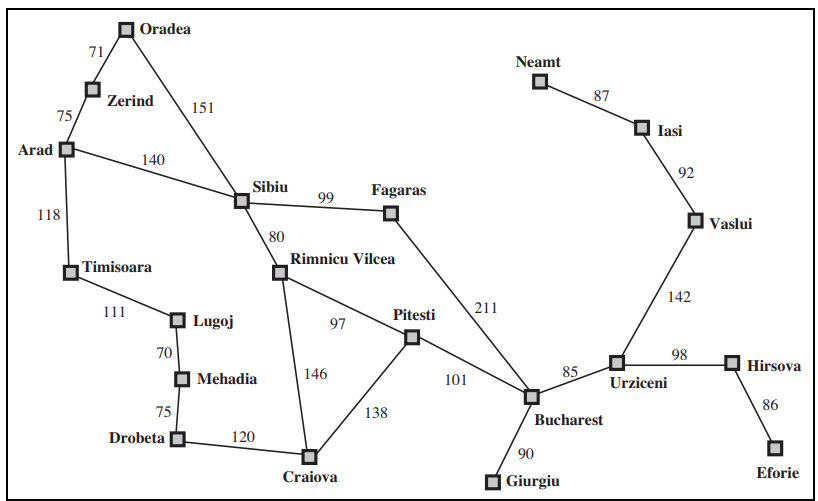 Oradea
71
Neamt
87
Zerind
151
75
Iasi
Arad
140
92
Sibiu
99
Fagaras
118
80
Vaslui
Timisoara
Rimnicu Vilcea
111
Lugoj
97
Pitesti
211
142
70
Mehadia
146
101
85
98
Hirsova
Urziceni
75
138
86
Bucharest
Drobeta
120
90
Craiova
Giurgiu
Eforie